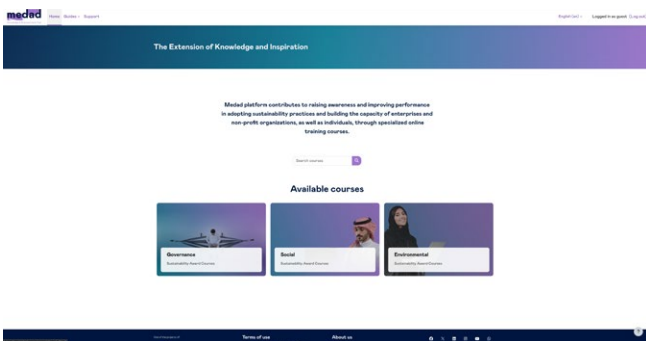 medad
Home Guides Support
Logged in as guest (Log out)
The Extension of Knowledge and Inspiration
Medad platform contributes to raising awareness and improving performance
in adopting sustainability practices and building the capacity of enterprises and
non-profit organizations, as well as individuals, through specialized online
training courses.
Search courses
Available courses
Governance
Sustainability Award Courses
Social
Sustainability Award Courses
Environmental
Sustainability Award Courses
Terms of use
About us